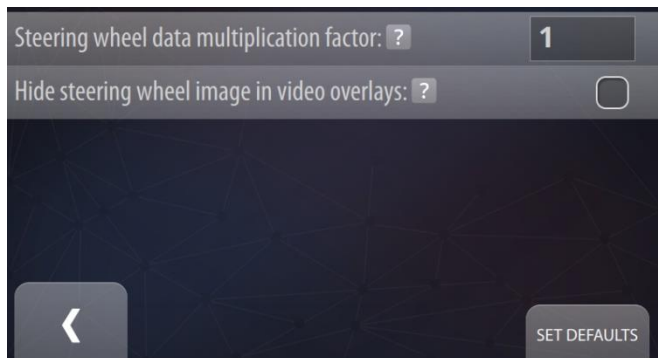 Steering wheel data multiplication factor: ? 1
Hide steering wheel image in video overlays: ?
SET DEFAULTS